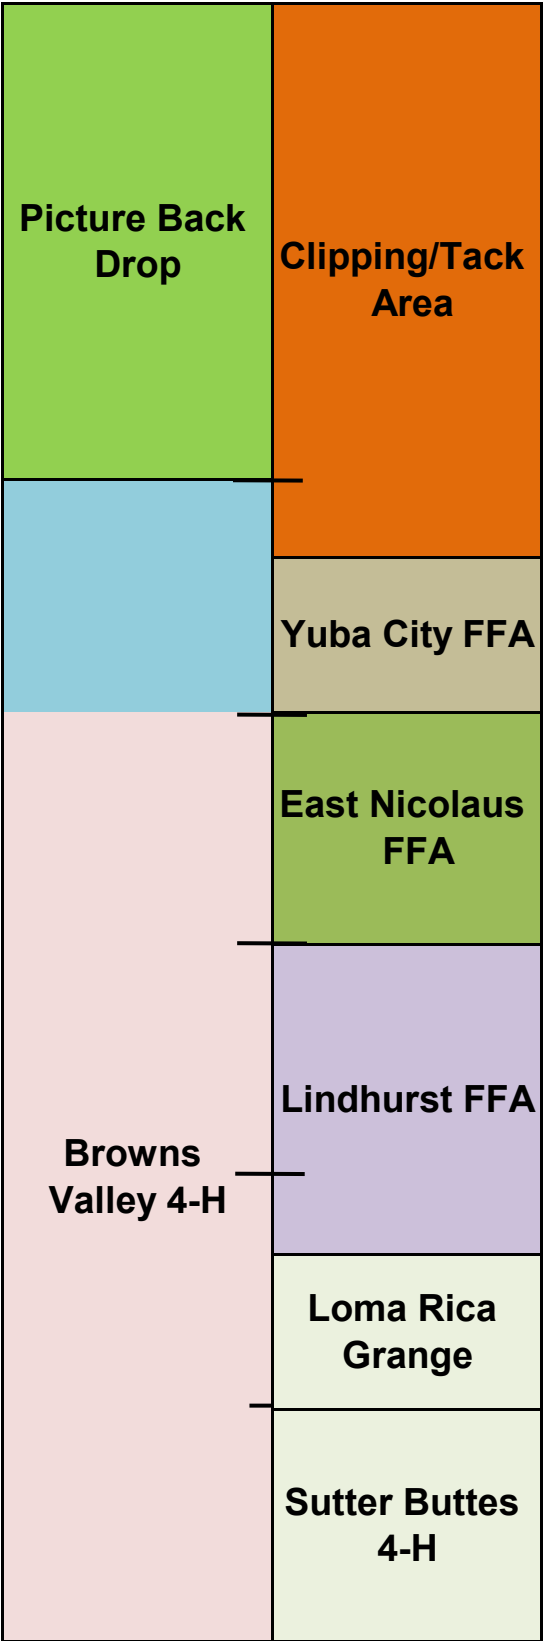 Picture Back
Drop
Clipping/Tack
Area
Yuba City FFA
East Nicolaus
FFA
Lindhurst FFA
Browns
Valley 4-H
Loma Rica
Grange
Sutter Buttes
4-H